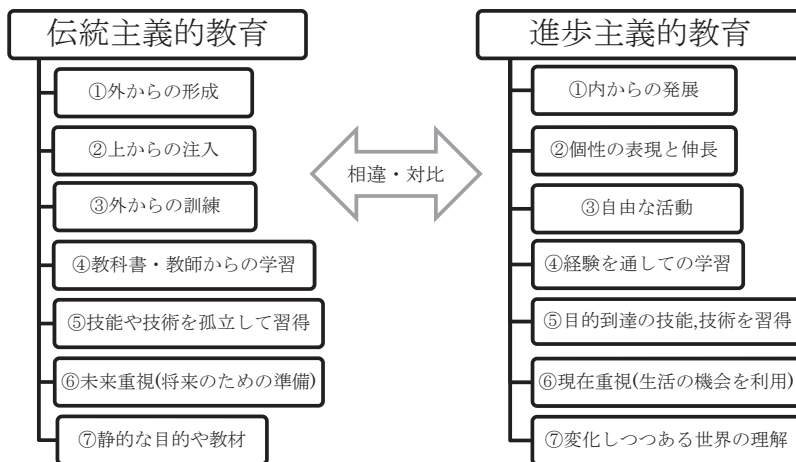 伝統主義的教育
①外からの形成
②上からの注入
③外からの訓練
④教科書・教師からの学習
⑤技能や技術を孤立して習得
⑥未来重視(将来のための準備)
⑦静的な目的や教材
相違・対比
進歩主義的教育
①内からの発展
②個性の表現と伸長
③自由な活動
④経験を通しての学習
⑤目的到達の技能,技術を習得
⑥現在重視(生活の機会を利用)
⑦変化しつつある世界の理解